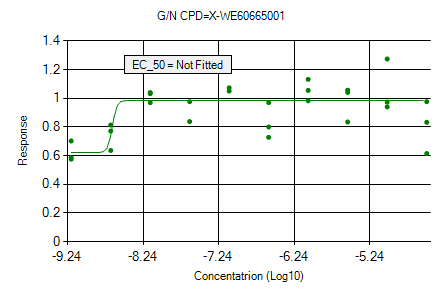 G/N CPD=X-WE60665001
EC_50 = Not Fitted
1.4
1.2
1
0.8
0.6
0.4
0.2
0
Response
-9.24 -8.24 -7.24 -6.24 -5.24
Concentatrion (Log10)